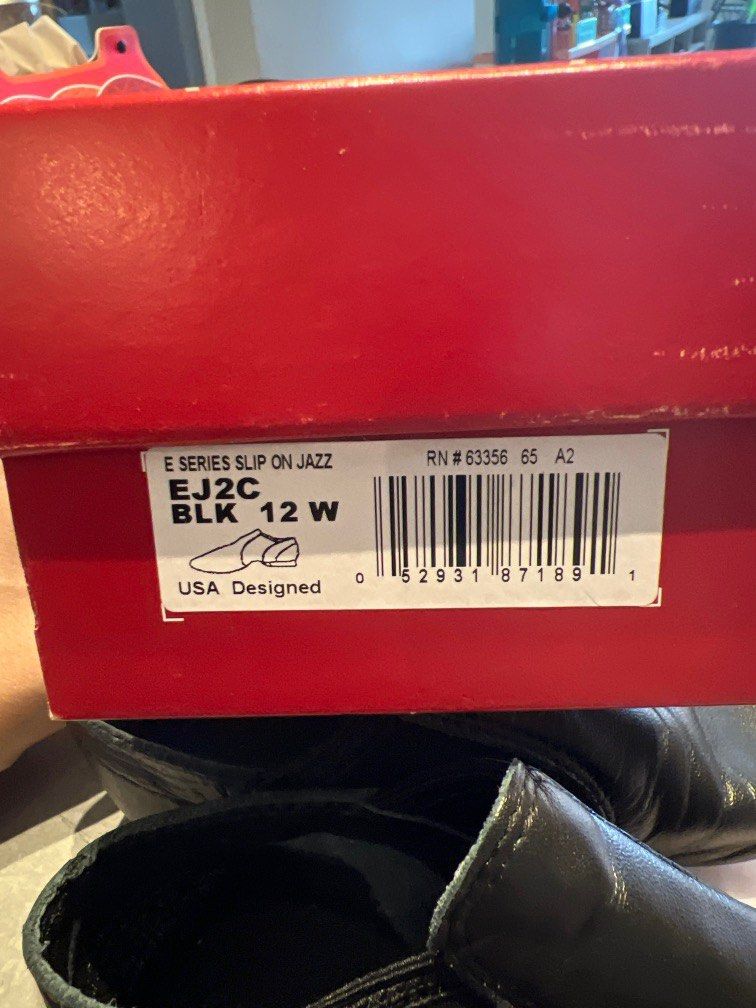 E SERIES SLIP ON JAZZ
RN # 63356 65 A2
EJ2C
BLK 12 W
USA Designed
0 52931 87189 1